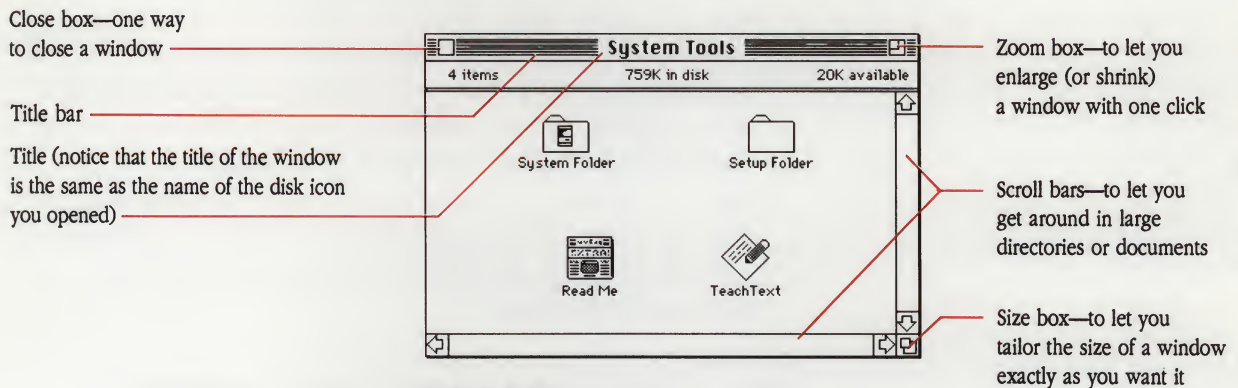 Close box—one way
to close a window
Title bar
Title (notice that the title of the window
is the same as the name of the disk icon
you opened)
System Tools
4 items 759K in disk 20K available
System Folder Setup Folder
EXTRA!
Read Me TeachText
Zoom box—to let you
enlarge (or shrink)
a window with one click
Scroll bars—to let you
get around in large
directories or documents
Size box—to let you
tailor the size of a window
exactly as you want it